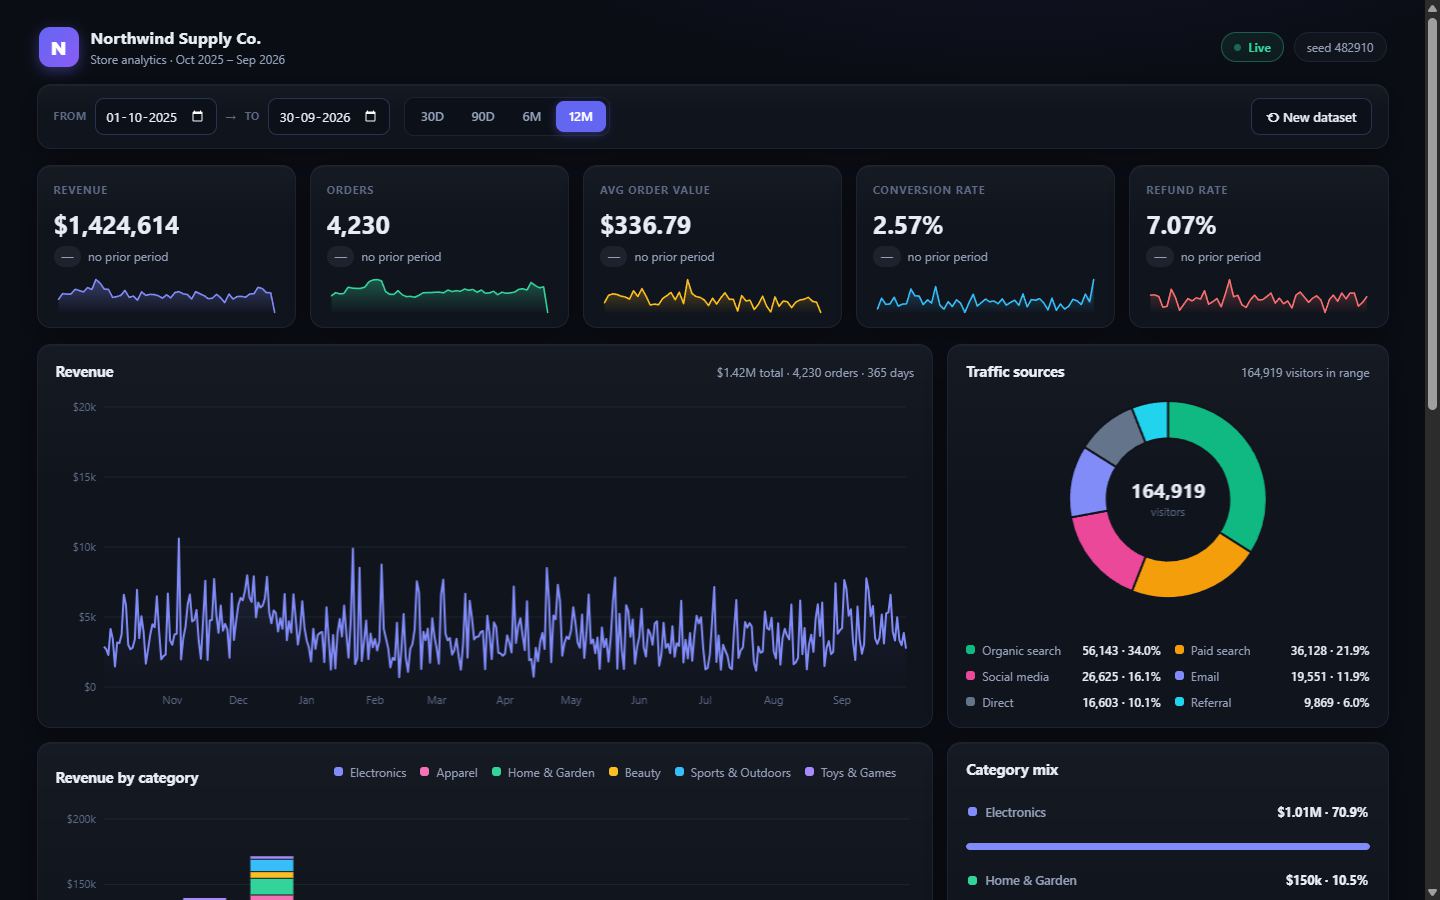 N
Northwind Supply Co.
Store analytics · Oct 2025 – Sep 2026
Live
seed 482910
FROM 01-10-2025 → TO 30-09-2026 30D 90D 6M 12M
New dataset
REVENUE
$1,424,614
— no prior period
ORDERS
4,230
— no prior period
AVG ORDER VALUE
$336.79
— no prior period
CONVERSION RATE
2.57%
— no prior period
REFUND RATE
7.07%
— no prior period
Revenue
$1.42M total · 4,230 orders · 365 days
$20k
$15k
$10k
$5k
$0
Nov Dec Jan Feb Mar Apr May Jun Jul Aug Sep
Traffic sources
164,919 visitors in range
164,919
visitors
Organic search 56,143 · 34.0% Paid search 36,128 · 21.9%
Social media 26,625 · 16.1% Email 19,551 · 11.9%
Direct 16,603 · 10.1% Referral 9,869 · 6.0%
Revenue by category
Electronics Apparel Home & Garden Beauty Sports & Outdoors Toys & Games
$200k
$150k
Category mix
Electronics $1.01M · 70.9%
Home & Garden $150k · 10.5%